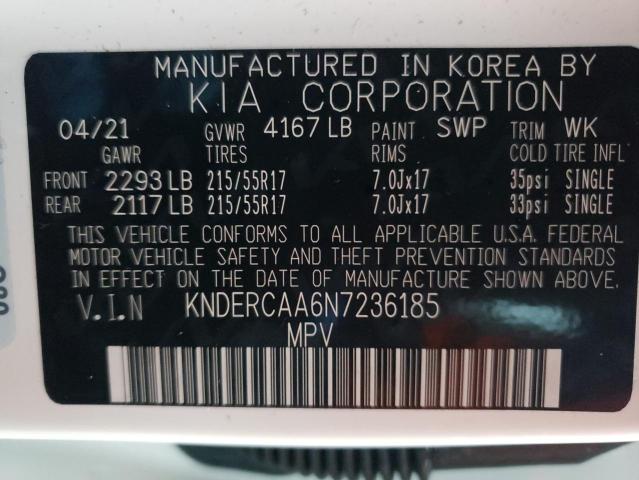 MANUFACTURED IN KOREA BY
KIA CORPORATION
04/21 GVWR 4167 LB PAINT SWP TRIM WK
GAWR TIRES RIMS COLD TIRE INFL
FRONT 2293 LB 215/55R17 7.0Jx17 35psi SINGLE
REAR 2117 LB 215/55R17 7.0Jx17 33psi SINGLE
THIS VEHICLE CONFORMS TO ALL APPLICABLE U.S.A. FEDERAL
MOTOR VEHICLE SAFETY AND THEFT PREVENTION STANDARDS
IN EFFECT ON THE DATE OF MANUFACTURE SHOWN ABOVE.
V.I.N KNDERCAA6N7236185
MPV